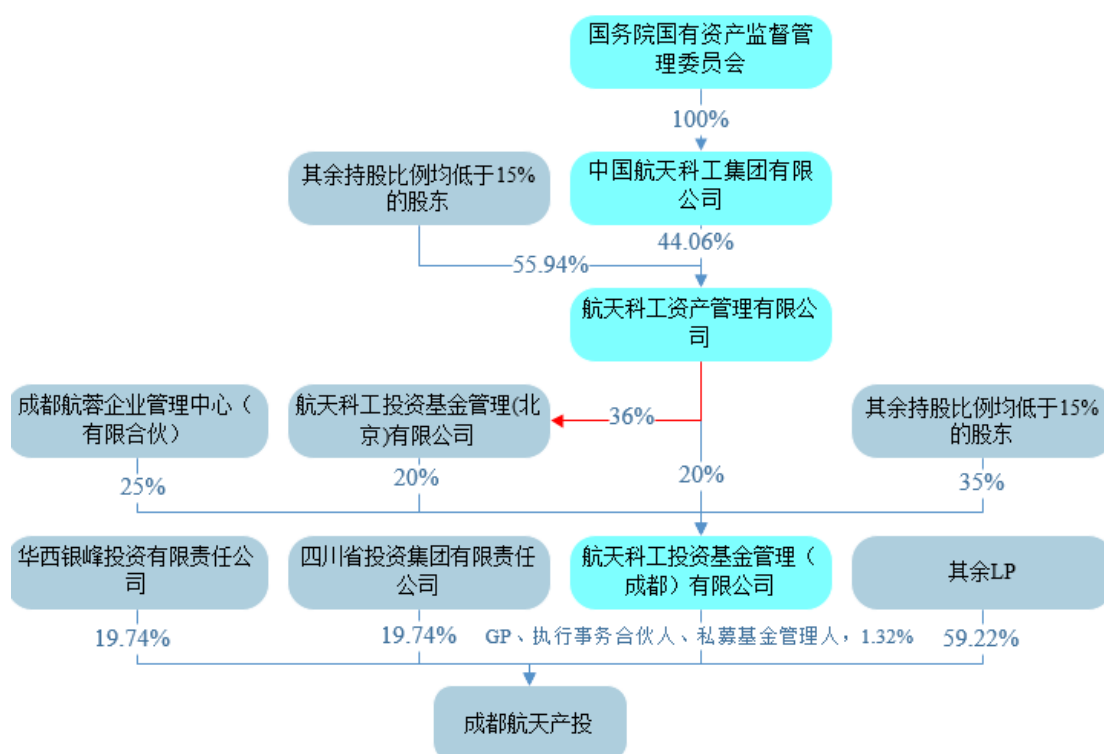 国务院国有资产监督管
理委员会
100%
其余持股比例均低于15%
的股东
中国航天科工集团有限
公司
44.06%
55.94%
航天科工资产管理有限公
司
成都航蓉企业管理中心（
有限合伙）
航天科工投资基金管理(北
京)有限公司
36%
其余持股比例均低于15%
的股东
25%
20%
20%
35%
华西银峰投资有限责任公
司
四川省投资集团有限责任
公司
航天科工投资基金管理（
成都）有限公司
其余LP
19.74%
19.74%
GP、执行事务合伙人、私募基金管理人，1.32%
59.22%
成都航天产投